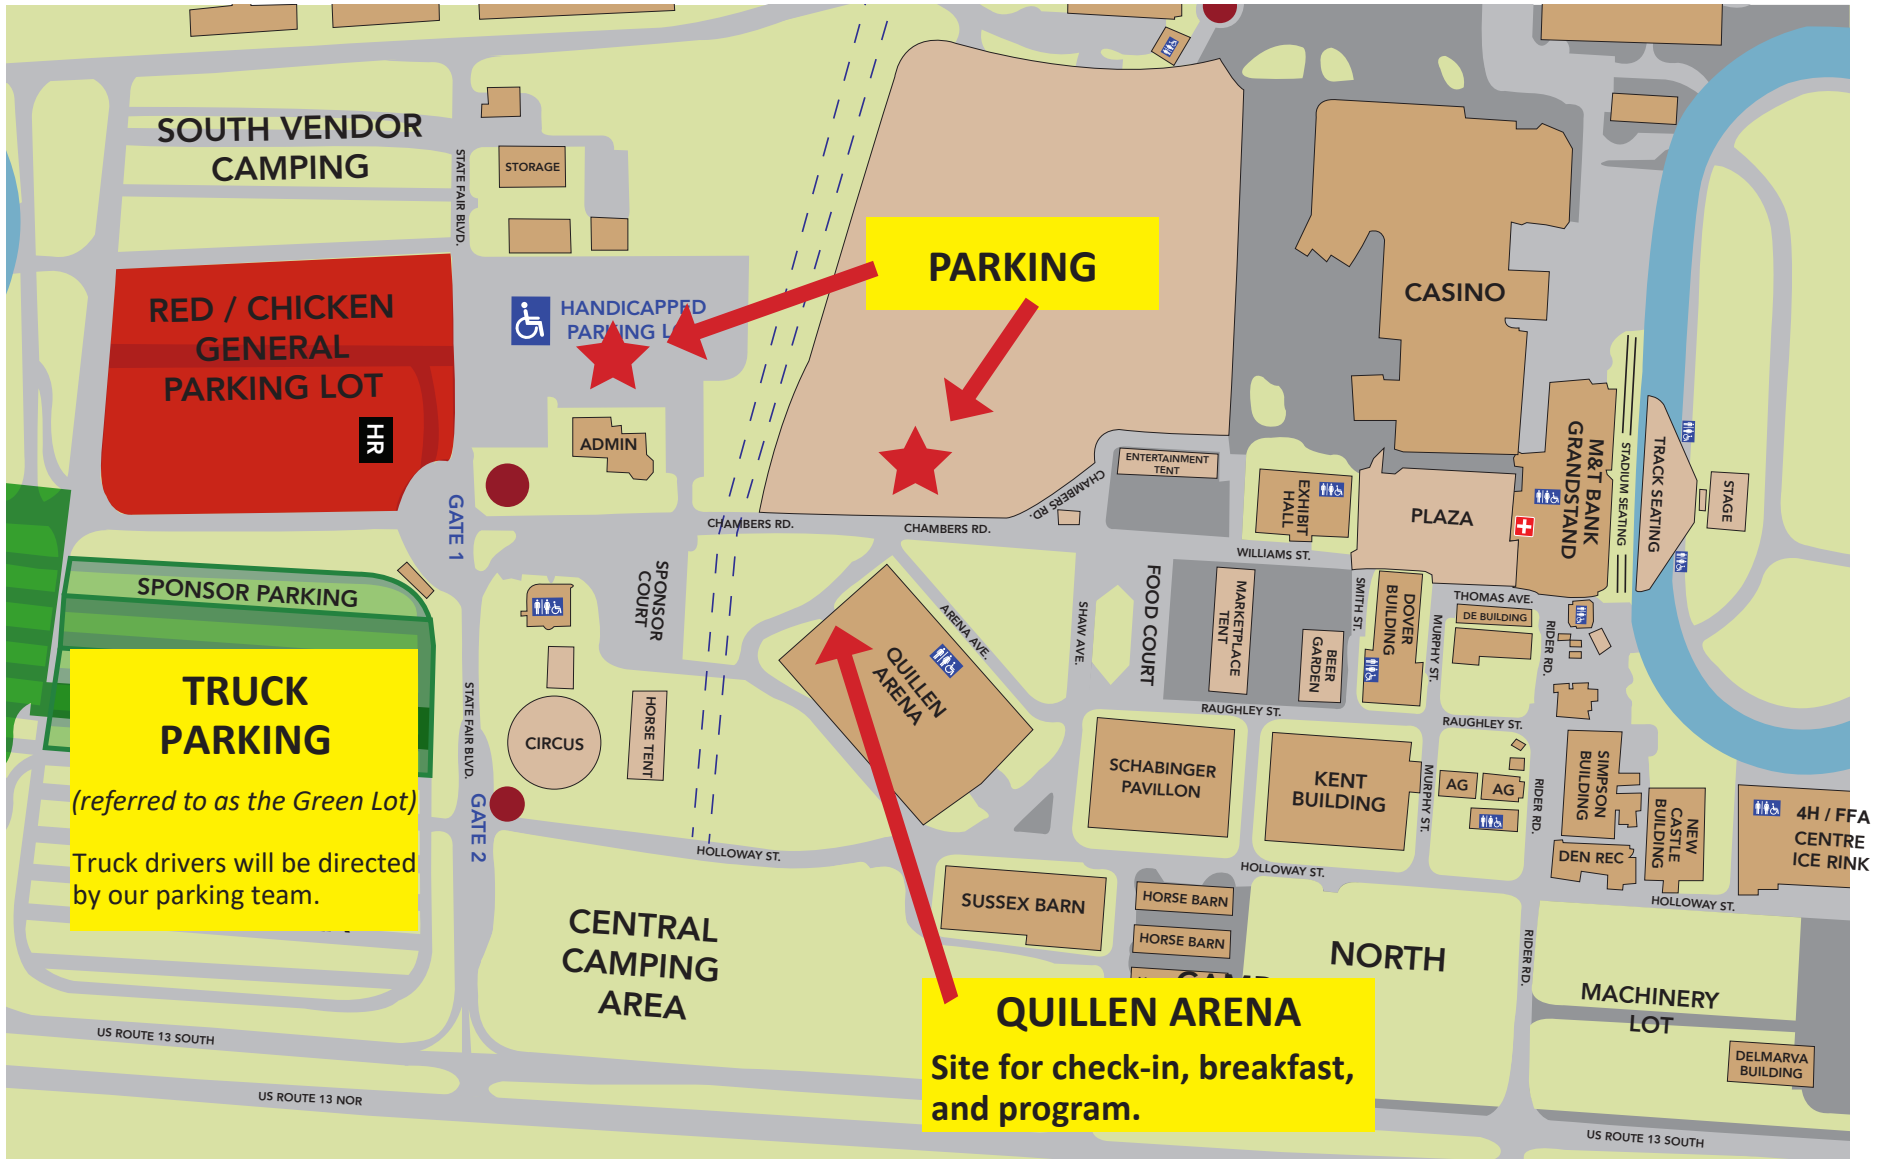 SOUTH VENDOR
CAMPING
STATE FAIR BLVD.
STORAGE
PARKING
RED / CHICKEN
GENERAL
PARKING LOT
HR
HANDICAPPED
PARKING
ADMIN
CASINO
GATE 1
CHAMBERS RD.
CHAMBERS RD.
CHAMBERS RD.
ENTERTAINMENT
TENT
EXHIBIT
HALL
PLAZA
M&T BANK
GRANDSTAND
STADIUM SEATING
TRACK SEATING
STAGE
WILLIAMS ST.
SPONSOR PARKING
SPONSOR
COURT
ARENA AVE.
SHAW AVE.
FOOD COURT
MARKETPLACE
TENT
BEER
GARDEN
SMITH ST.
DOVER
BUILDING
MURPHY ST.
THOMAS AVE.
DE BUILDING
RIDER RD.
QUILLEN
ARENA
TRUCK
PARKING
(referred to as the Green Lot)
Truck drivers will be directed
by our parking team.
STATE FAIR BLVD.
CIRCUS
HORSE TENT
GATE 2
RAUGHLEY ST.
RAUGHLEY ST.
SCHABINGER
PAVILLON
KENT
BUILDING
MURPHY ST.
AG
AG
RIDER RD.
SIMPSON
BUILDING
NEW
CASTLE
BUILDING
4H / FFA
CENTRE
ICE RINK
DEN REC
HOLLOWAY ST.
HOLLOWAY ST.
HOLLOWAY ST.
SUSSEX BARN
HORSE BARN
HORSE BARN
CENTRAL
CAMPING
AREA
NORTH
RIDER RD.
MACHINERY
LOT
QUILLEN ARENA
Site for check-in, breakfast,
and program.
DELMARVA
BUILDING
US ROUTE 13 SOUTH
US ROUTE 13 NOR
US ROUTE 13 SOUTH